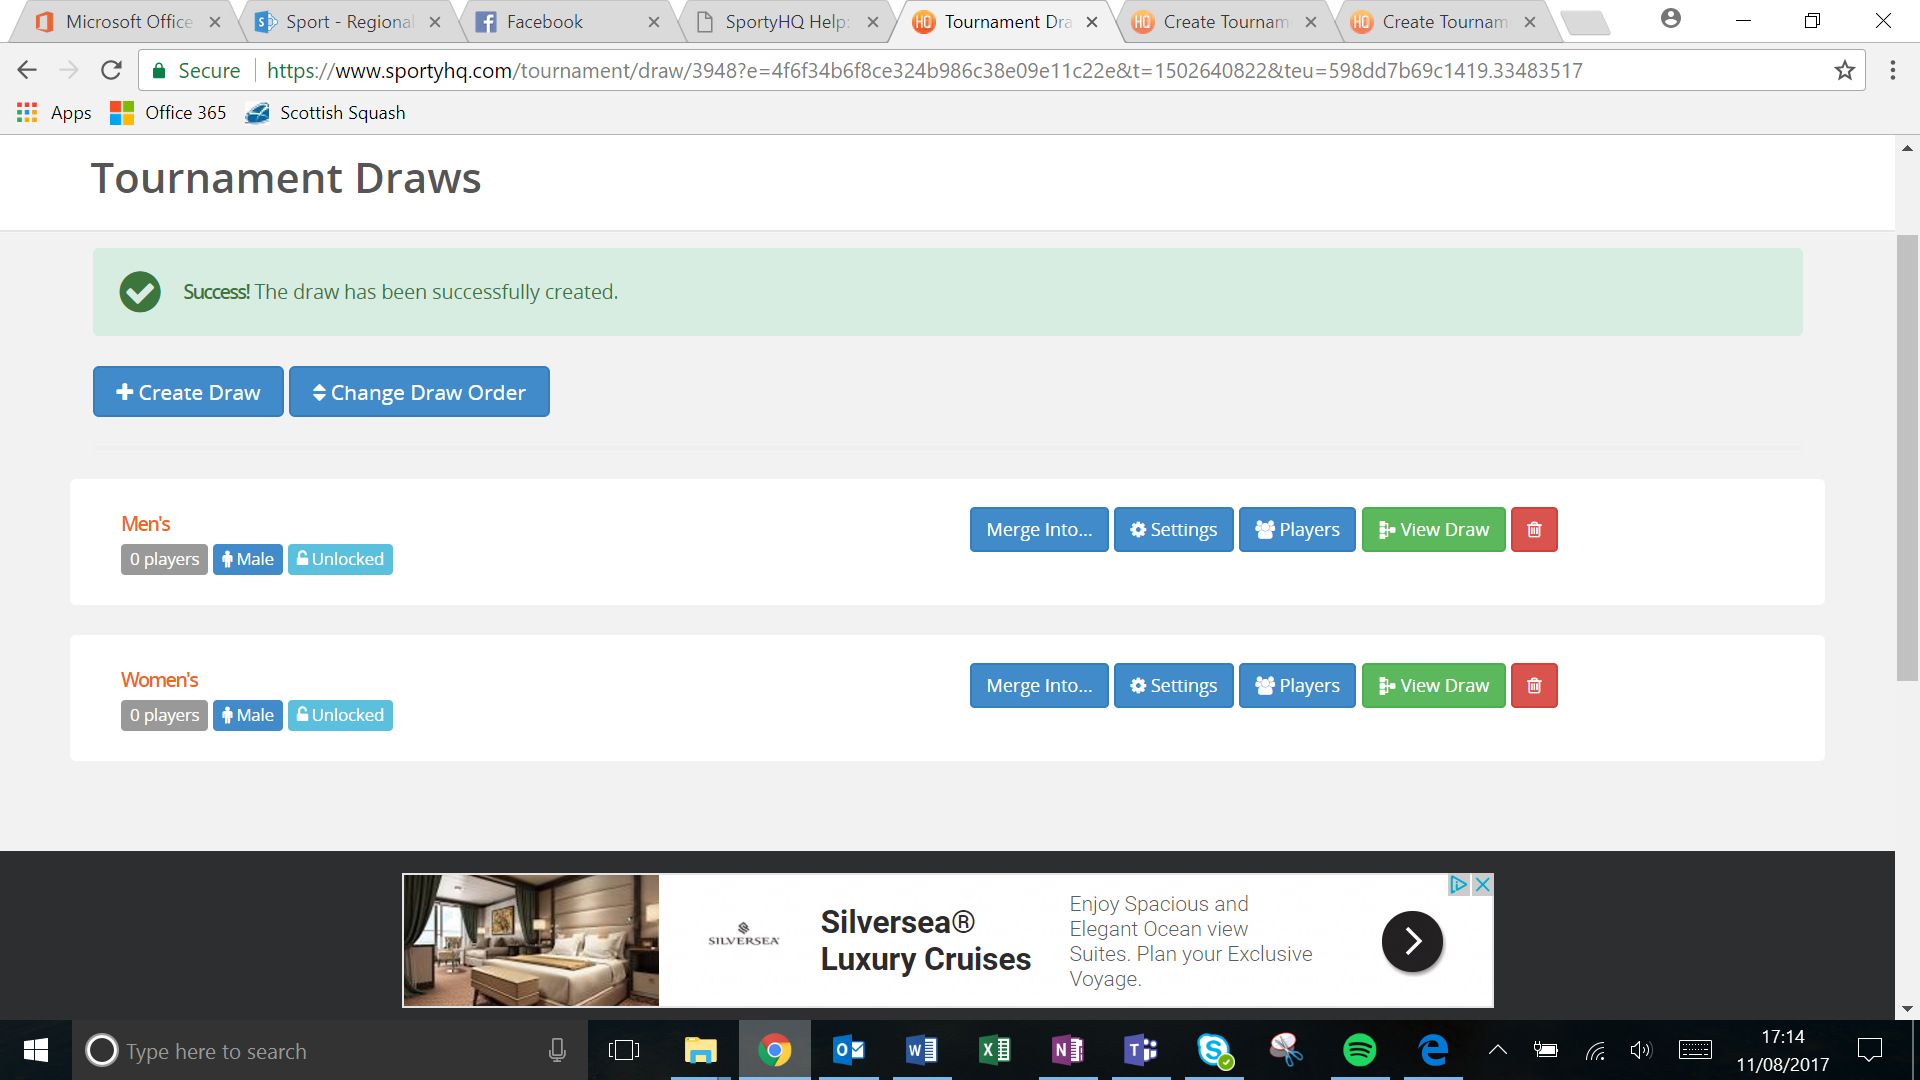 Microsoft Office
Sport - Regional
Facebook
SportyHQ Help:
Tournament Dra
Create Tournam
Create Tournam
Secure
https://www.sportyhq.com/tournament/draw/3948?e=4f6f34b6f8ce324b986c38e09e11c22e&t=1502640822&teu=598dd7b69c1419.33483517
Apps
Office 365
Scottish Squash
Tournament Draws
Success! The draw has been successfully created.
Create Draw
Change Draw Order
Men's
0 players
Male
Unlocked
Merge Into...
Settings
Players
View Draw
Women's
0 players
Male
Unlocked
Merge Into...
Settings
Players
View Draw
SILVERSEA
Silversea®
Luxury Cruises
Enjoy Spacious and
Elegant Ocean view
Suites. Plan your Exclusive
Voyage.
Type here to search
17:14
11/08/2017